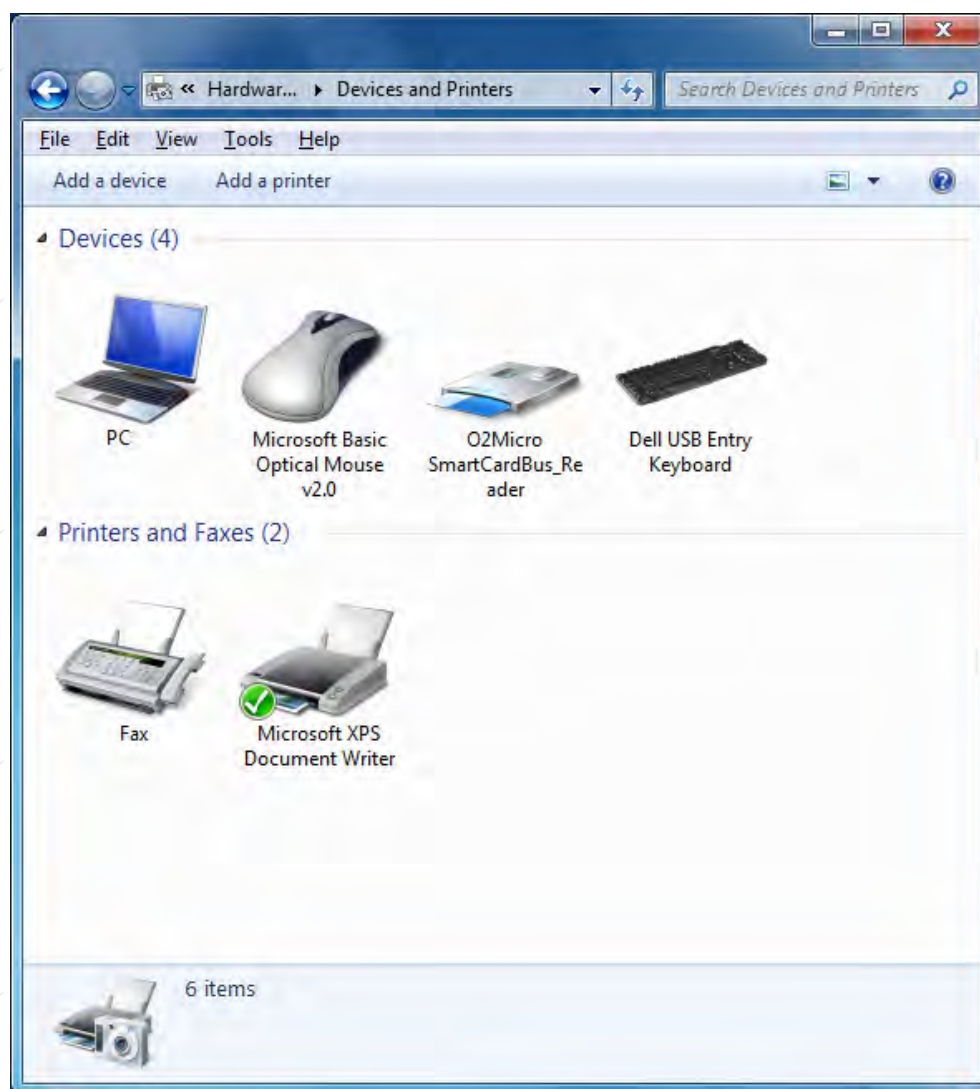 « Hardwar... ▸ Devices and Printers
Search Devices and Printers
File Edit View Tools Help
Add a device Add a printer
Devices (4)
PC
Microsoft Basic
Optical Mouse
v2.0
O2Micro
SmartCardBus_Re
ader
Dell USB Entry
Keyboard
Printers and Faxes (2)
Fax
Microsoft XPS
Document Writer
6 items